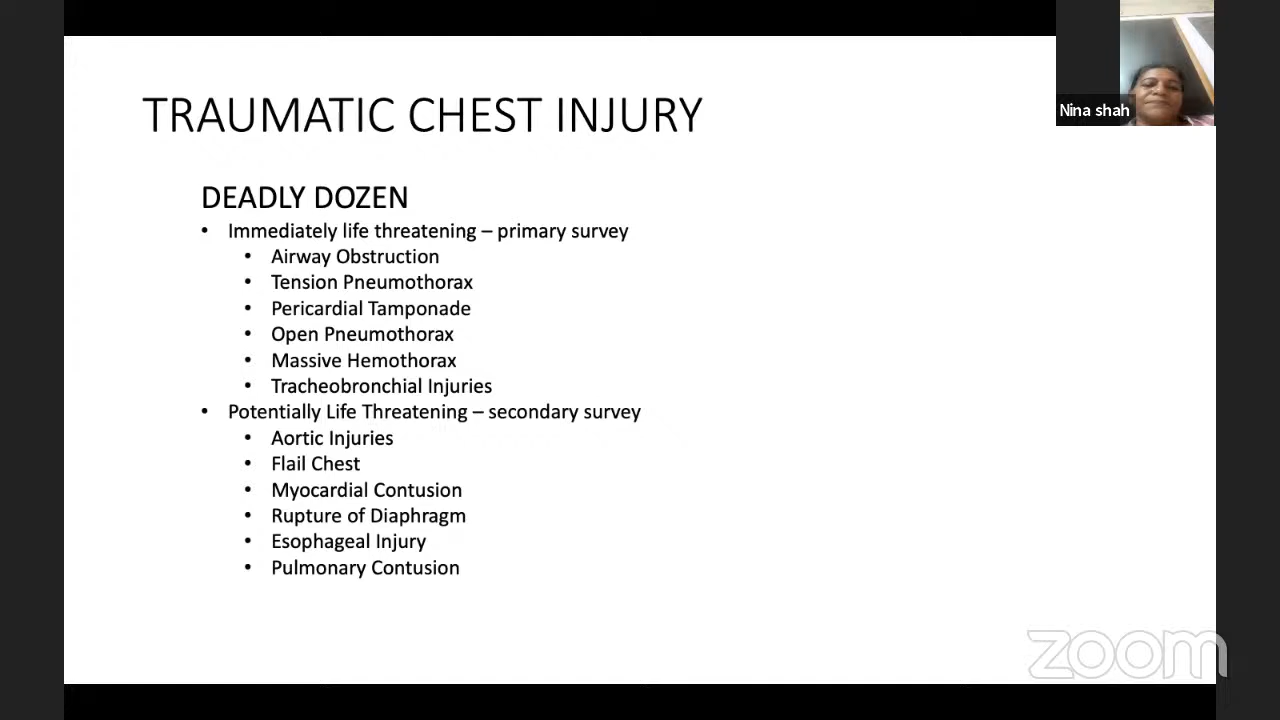 TRAUMATIC CHEST INJURY
Nina shah
DEADLY DOZEN
• Immediately life threatening – primary survey
• Airway Obstruction
• Tension Pneumothorax
• Pericardial Tamponade
• Open Pneumothorax
• Massive Hemothorax
• Tracheobronchial Injuries
• Potentially Life Threatening – secondary survey
• Aortic Injuries
• Flail Chest
• Myocardial Contusion
• Rupture of Diaphragm
• Esophageal Injury
• Pulmonary Contusion
zoom